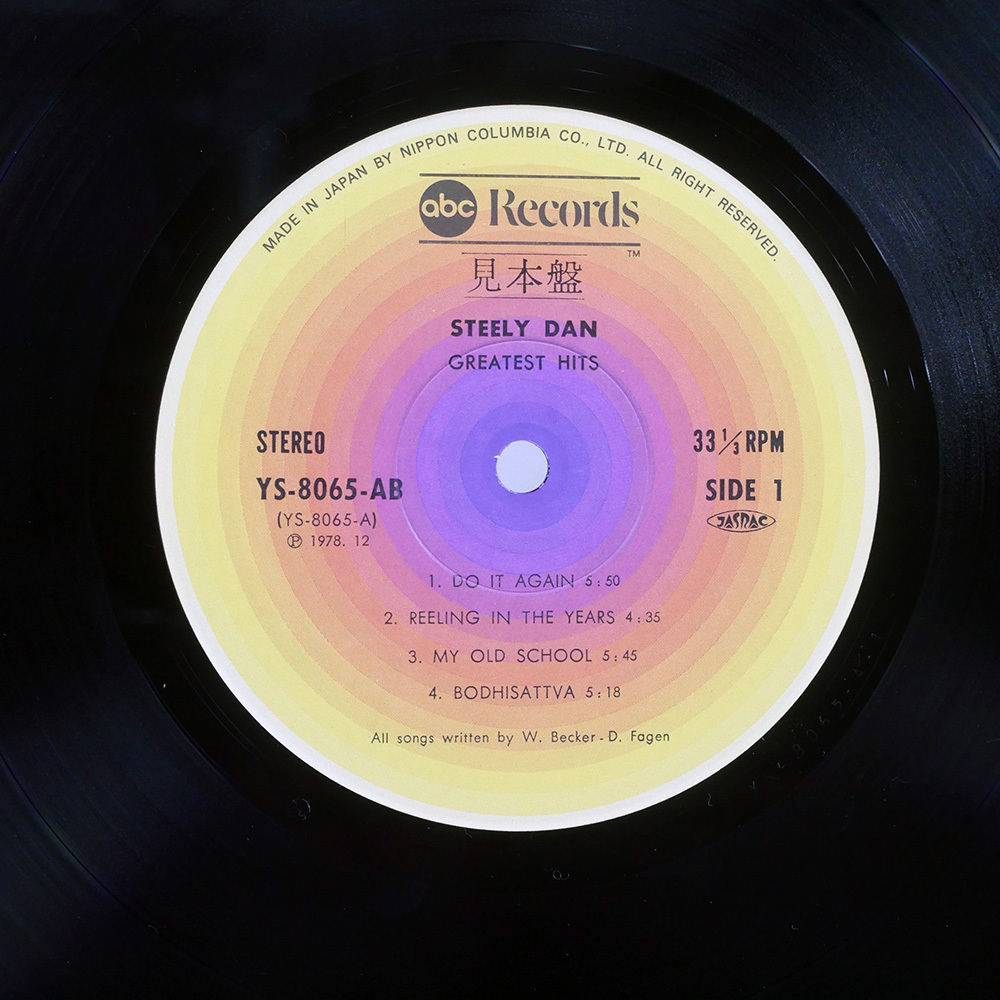 MADE IN JAPAN BY NIPPON COLUMBIA CO., LTD. ALL RIGHT RESERVED.
abc Records
TM
見本盤
STEELY DAN
GREATEST HITS
STEREO
33 1/3 RPM
YS-8065-AB
SIDE 1
(YS-8065-A)
JASRAC
Ⓟ 1978. 12
1. DO IT AGAIN 5:50
2. REELING IN THE YEARS 4:35
3. MY OLD SCHOOL 5:45
4. BODHISATTVA 5:18
All songs written by W. Becker - D. Fagen